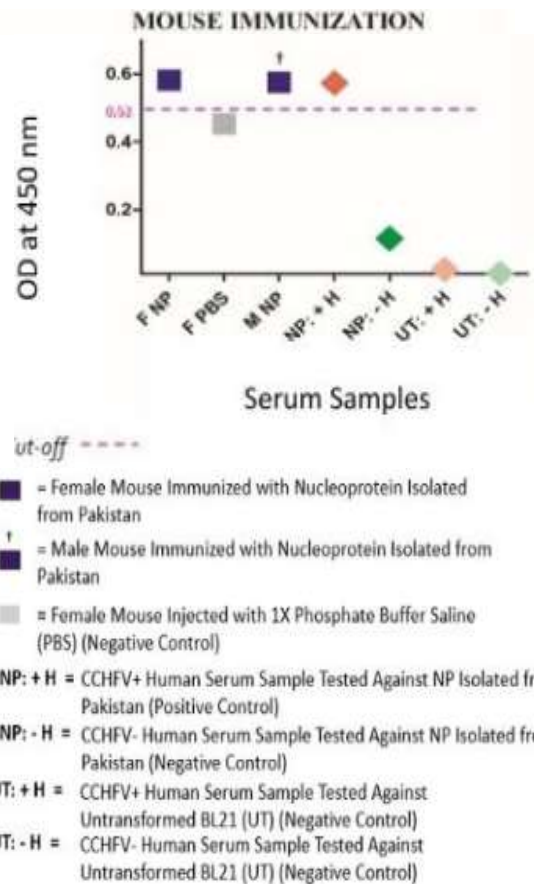 MOUSE IMMUNIZATION
†
0.6
0.52
0.4
0.2
OD at 450 nm
F NP
F PBS
M NP
NP: + H
NP: - H
UT: + H
UT: - H
Serum Samples
ut-off
= Female Mouse Immunized with Nucleoprotein Isolated
from Pakistan
†
= Male Mouse Immunized with Nucleoprotein Isolated from
Pakistan
= Female Mouse Injected with 1X Phosphate Buffer Saline
(PBS) (Negative Control)
NP: + H = CCHFV+ Human Serum Sample Tested Against NP Isolated fr
Pakistan (Positive Control)
NP: - H = CCHFV- Human Serum Sample Tested Against NP Isolated fro
Pakistan (Negative Control)
UT: + H = CCHFV+ Human Serum Sample Tested Against
Untransformed BL21 (UT) (Negative Control)
UT: - H = CCHFV- Human Serum Sample Tested Against
Untransformed BL21 (UT) (Negative Control)